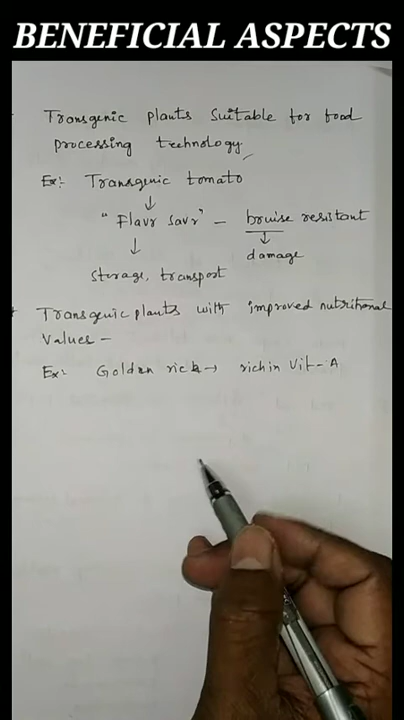 BENEFICIAL ASPECTS
Transgenic plants suitable for food
processing technology
Ex:- Transgenic tomato
↓
"Flavr savr" - bruise resistant
↓ ↓
damage
storage, transport
Transgenic plants with improved nutritional
Values -
Ex:- Golden rice → rich in Vit-A